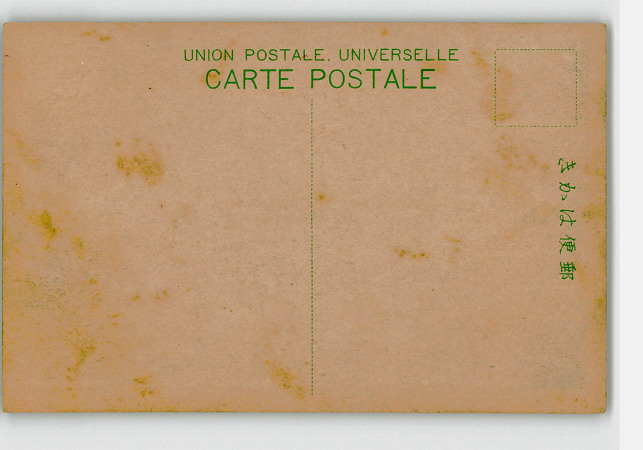 UNION POSTALE. UNIVERSELLE
CARTE POSTALE
きかは便郵